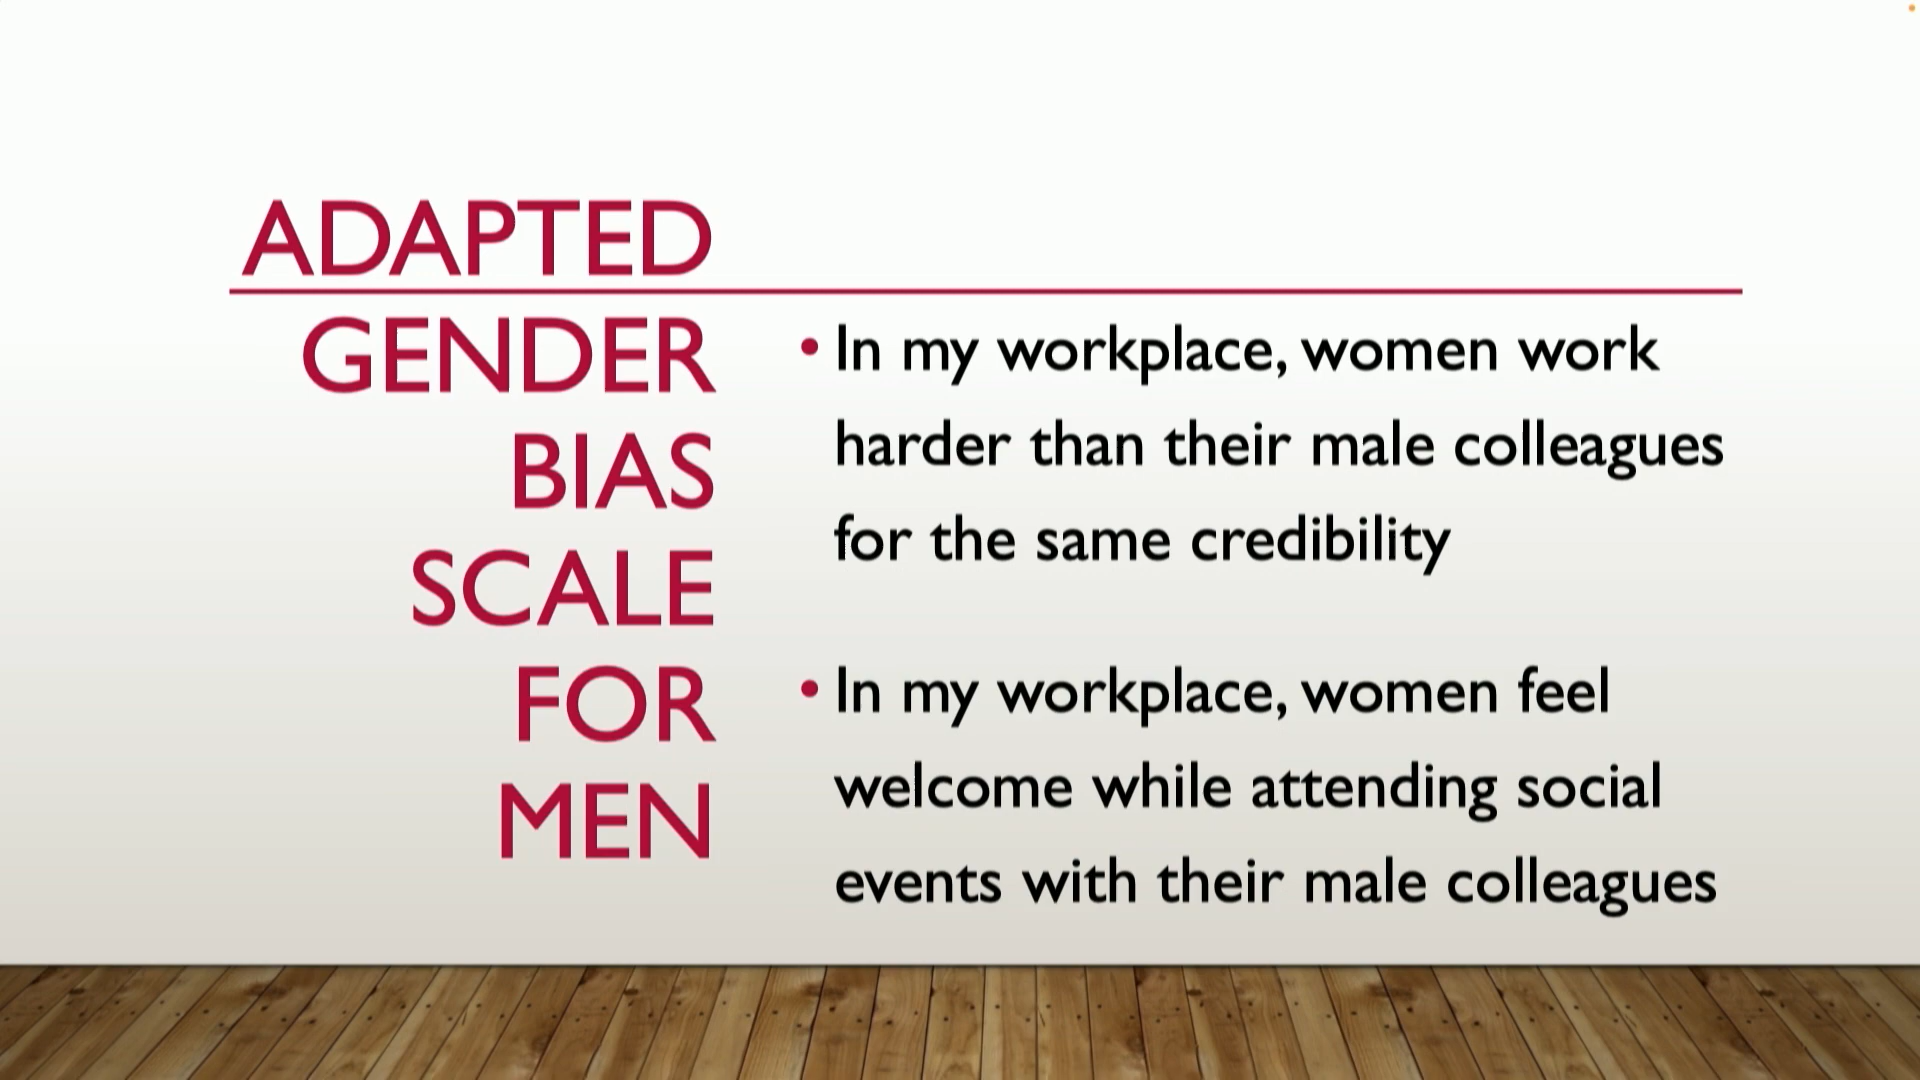 ADAPTED
GENDER
BIAS
SCALE
FOR
MEN
• In my workplace, women work
harder than their male colleagues
for the same credibility
• In my workplace, women feel
welcome while attending social
events with their male colleagues